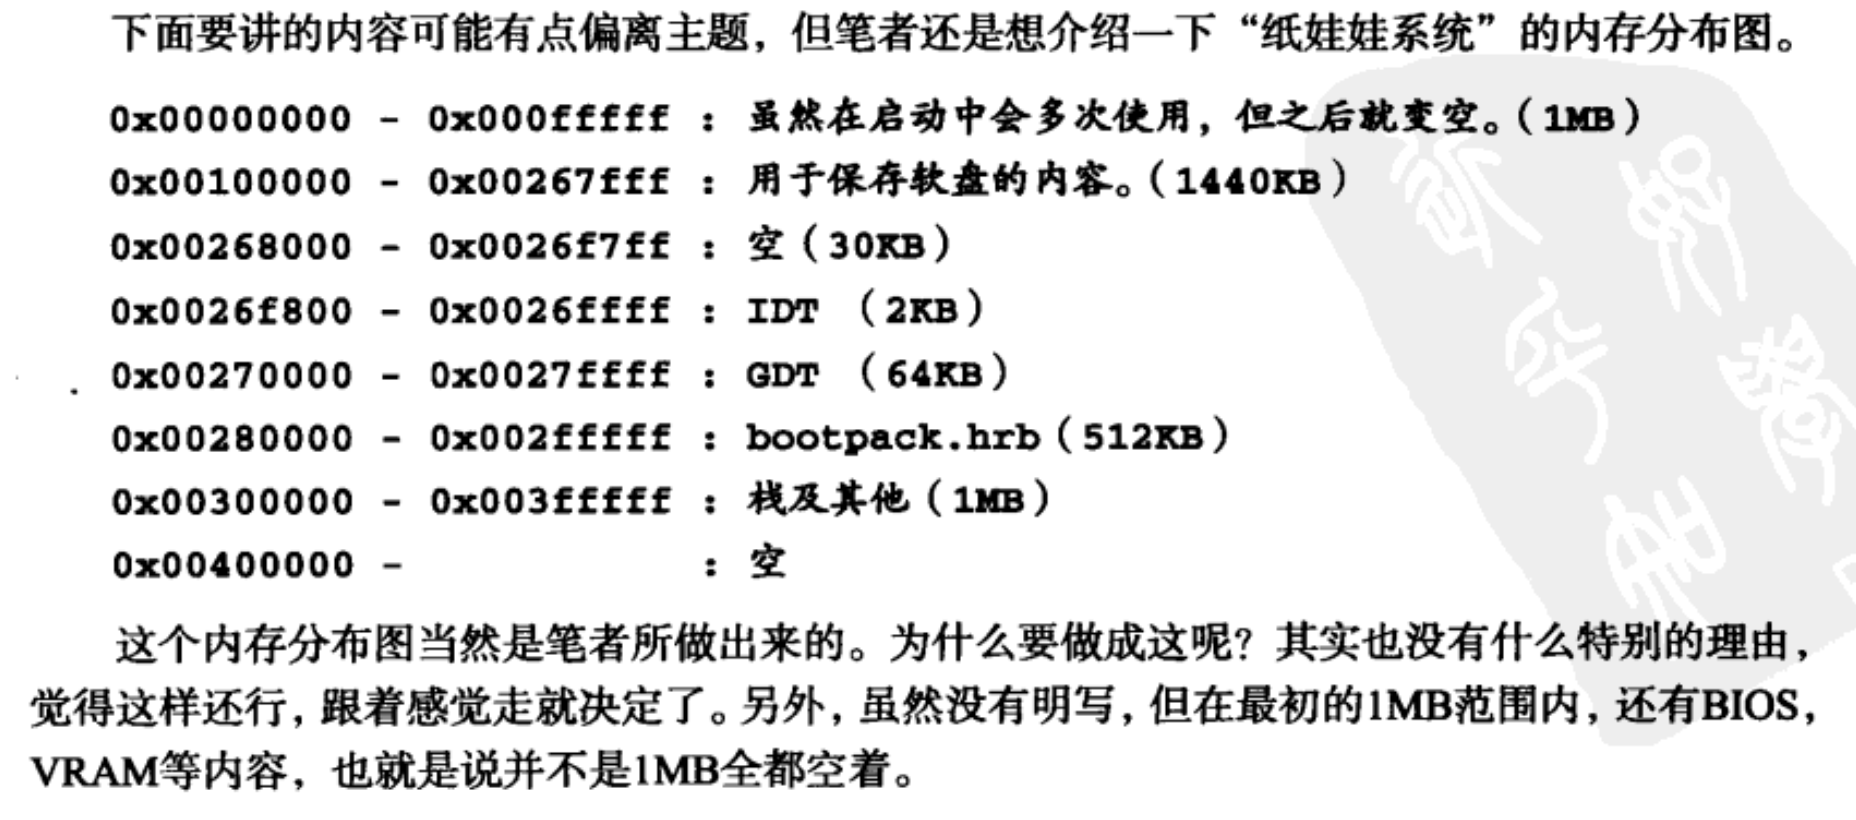 下面要讲的内容可能有点偏离主题，但笔者还是想介绍一下“纸娃娃系统”的内存分布图。
0x00000000 - 0x000fffff : 虽然在启动中会多次使用，但之后就变空。（1MB）
0x00100000 - 0x00267fff : 用于保存软盘的内容。（1440KB）
0x00268000 - 0x0026f7ff : 空（30KB）
0x0026f800 - 0x0026ffff : IDT （2KB）
0x00270000 - 0x0027ffff : GDT （64KB）
0x00280000 - 0x002fffff : bootpack.hrb（512KB）
0x00300000 - 0x003fffff : 栈及其他（1MB）
0x00400000 - : 空
这个内存分布图当然是笔者所做出来的。为什么要做成这呢？其实也没有什么特别的理由，
觉得这样还行，跟着感觉走就决定了。另外，虽然没有明写，但在最初的1MB范围内，还有BIOS，
VRAM等内容，也就是说并不是1MB全都空着。